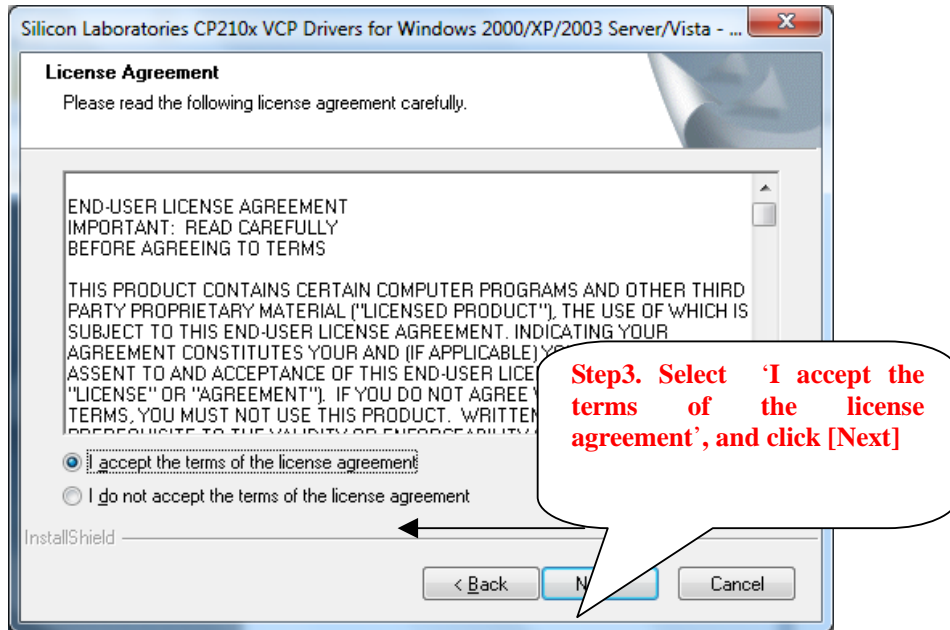 Silicon Laboratories CP210x VCP Drivers for Windows 2000/XP/2003 Server/Vista - ...
License Agreement
Please read the following license agreement carefully.
END-USER LICENSE AGREEMENT
IMPORTANT: READ CAREFULLY
BEFORE AGREEING TO TERMS
THIS PRODUCT CONTAINS CERTAIN COMPUTER PROGRAMS AND OTHER THIRD
PARTY PROPRIETARY MATERIAL ("LICENSED PRODUCT"), THE USE OF WHICH IS
SUBJECT TO THIS END-USER LICENSE AGREEMENT. INDICATING YOUR
AGREEMENT CONSTITUTES YOUR AND (IF APPLICABLE)
ASSENT TO AND ACCEPTANCE OF THIS END-USER
"LICENSE" OR "AGREEMENT"). IF YOU DO NOT AGREE
TERMS, YOU MUST NOT USE THIS PRODUCT. WRITTEN
PREREQUISITE TO THE VALIDITY OR ENFORCEABILITY
I accept the terms of the license agreement
I do not accept the terms of the license agreement
Step3. Select ‘I accept the
terms of the license
agreement’, and click [Next]
InstallShield
< Back
Cancel